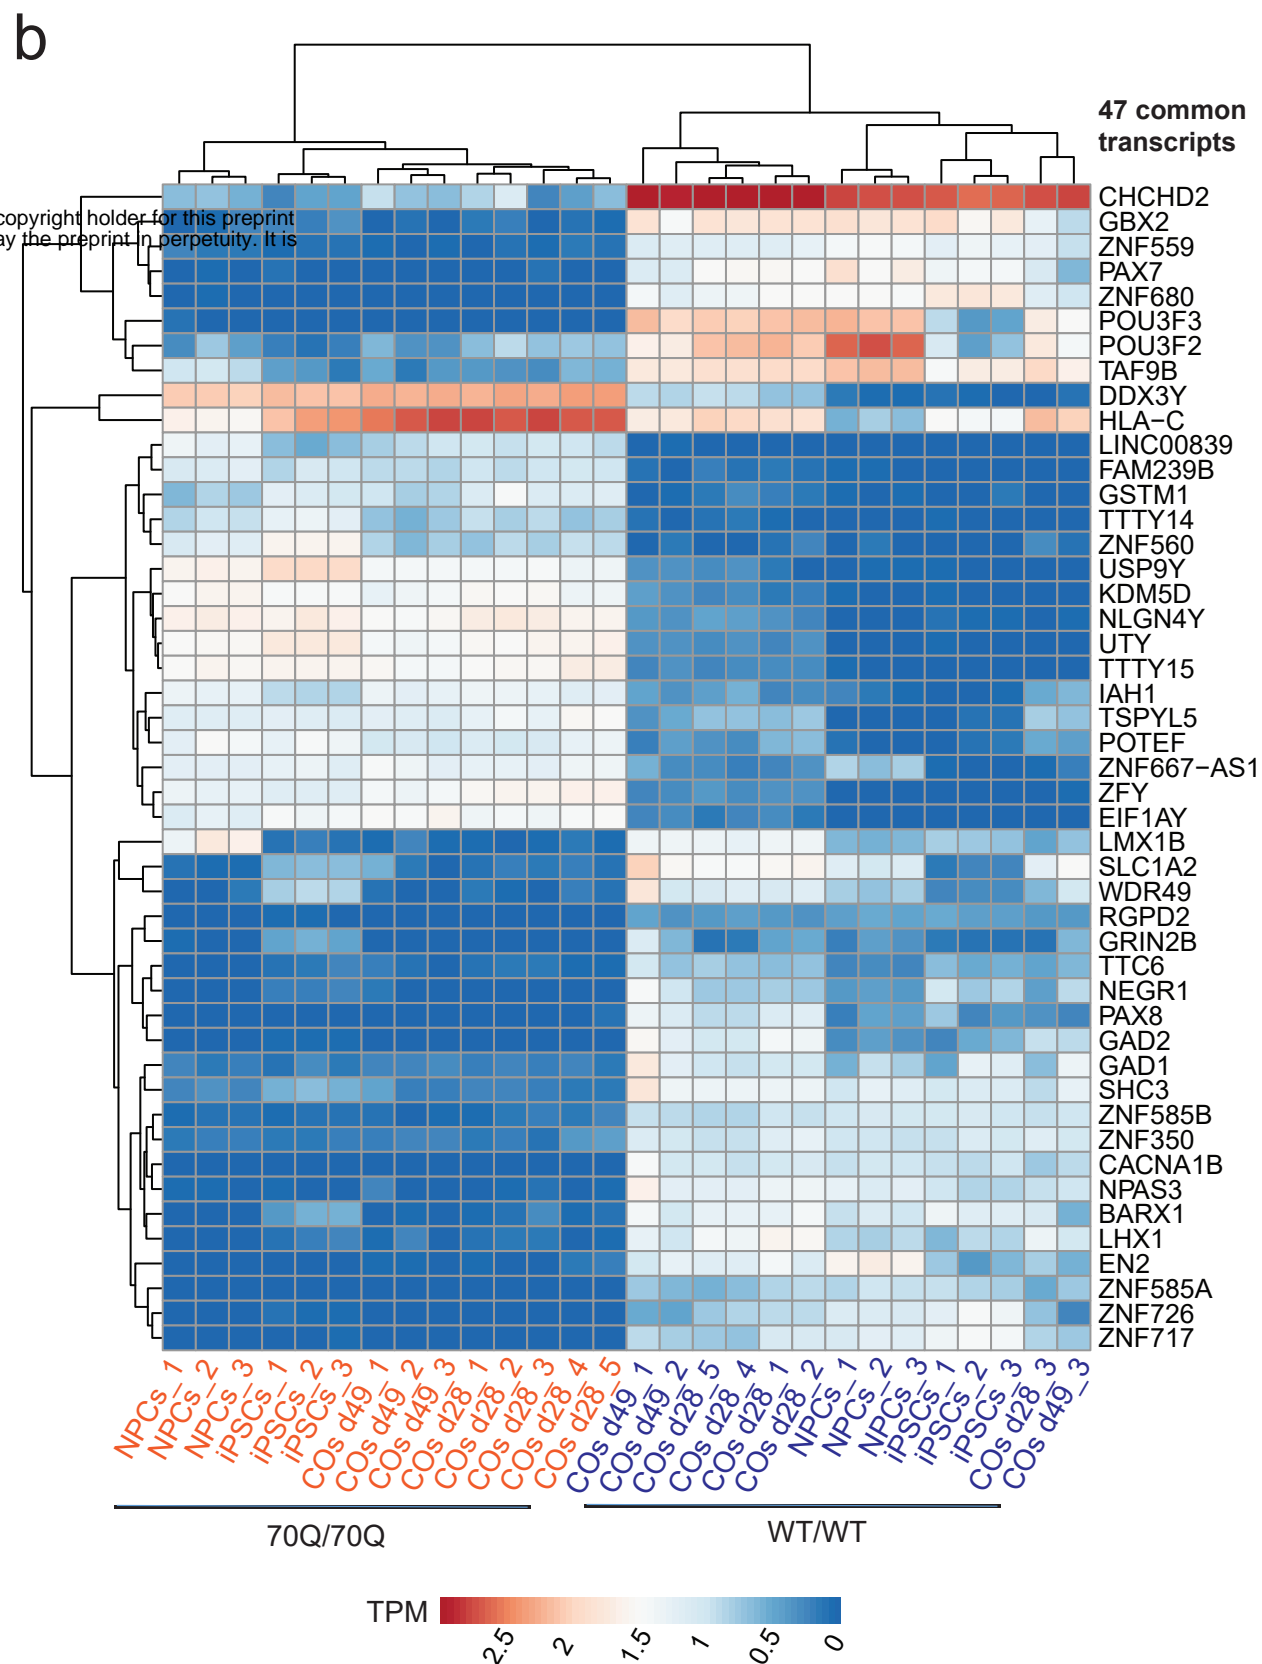 b
47 common
transcripts
copyright holder for this preprint
ay the preprint in perpetuity. It is
CHCHD2
GBX2
ZNF559
PAX7
ZNF680
POU3F3
POU3F2
TAF9B
DDX3Y
HLA−C
LINC00839
FAM239B
GSTM1
TTTY14
ZNF560
USP9Y
KDM5D
NLGN4Y
UTY
TTTY15
IAH1
TSPYL5
POTEF
ZNF667−AS1
ZFY
EIF1AY
LMX1B
SLC1A2
WDR49
RGPD2
GRIN2B
TTC6
NEGR1
PAX8
GAD2
GAD1
SHC3
ZNF585B
ZNF350
CACNA1B
NPAS3
BARX1
LHX1
EN2
ZNF585A
ZNF726
ZNF717
NPCs_1
NPCs_2
NPCs_3
iPSCs_1
iPSCs_2
iPSCs_3
COs d49_1
COs d49_2
COs d49_3
COs d28_1
COs d28_2
COs d28_3
COs d28_4
COs d28_5
COs d49_1
COs d49_2
COs d28_5
COs d28_4
COs d28_1
COs d28_2
NPCs_1
NPCs_2
NPCs_3
iPSCs_1
iPSCs_2
iPSCs_3
COs d28_3
COs d49_3
70Q/70Q
WT/WT
TPM
2.5
2
1.5
1
0.5
0